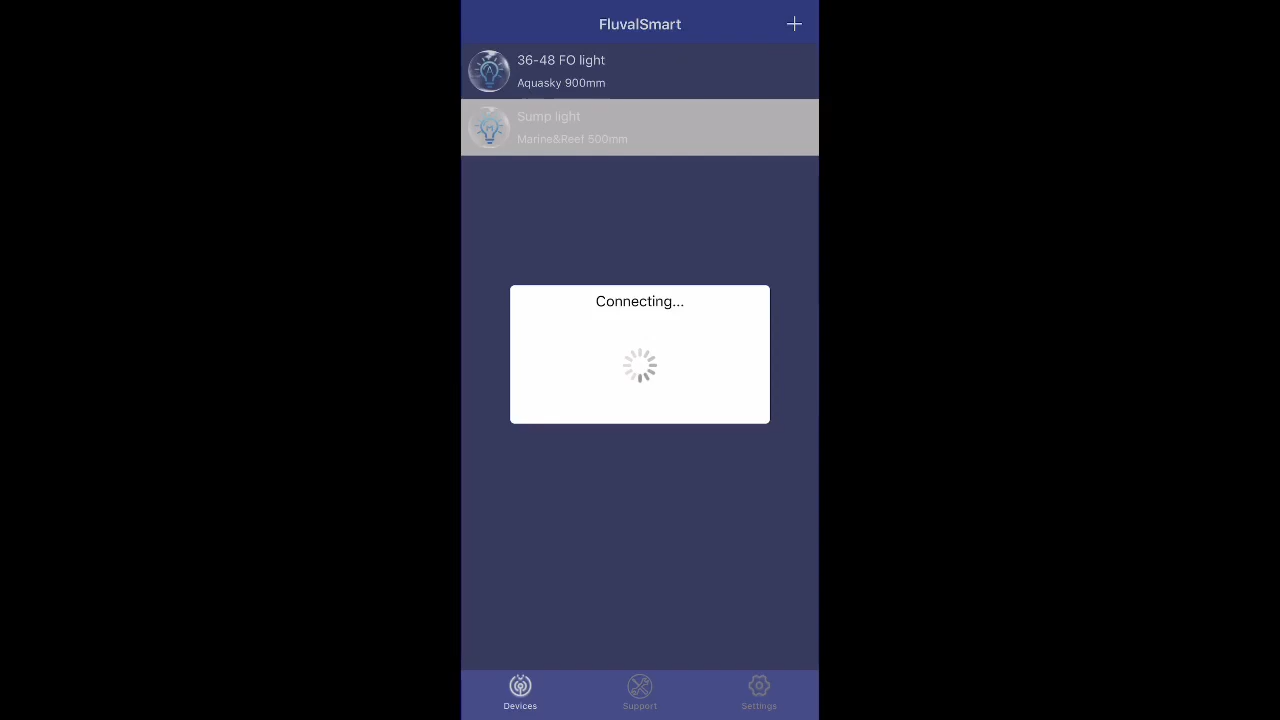 FluvalSmart
36-48 FO light
Aquasky 900mm
Sump light
Marine&Reef 500mm
Connecting...
Devices
Support
Settings